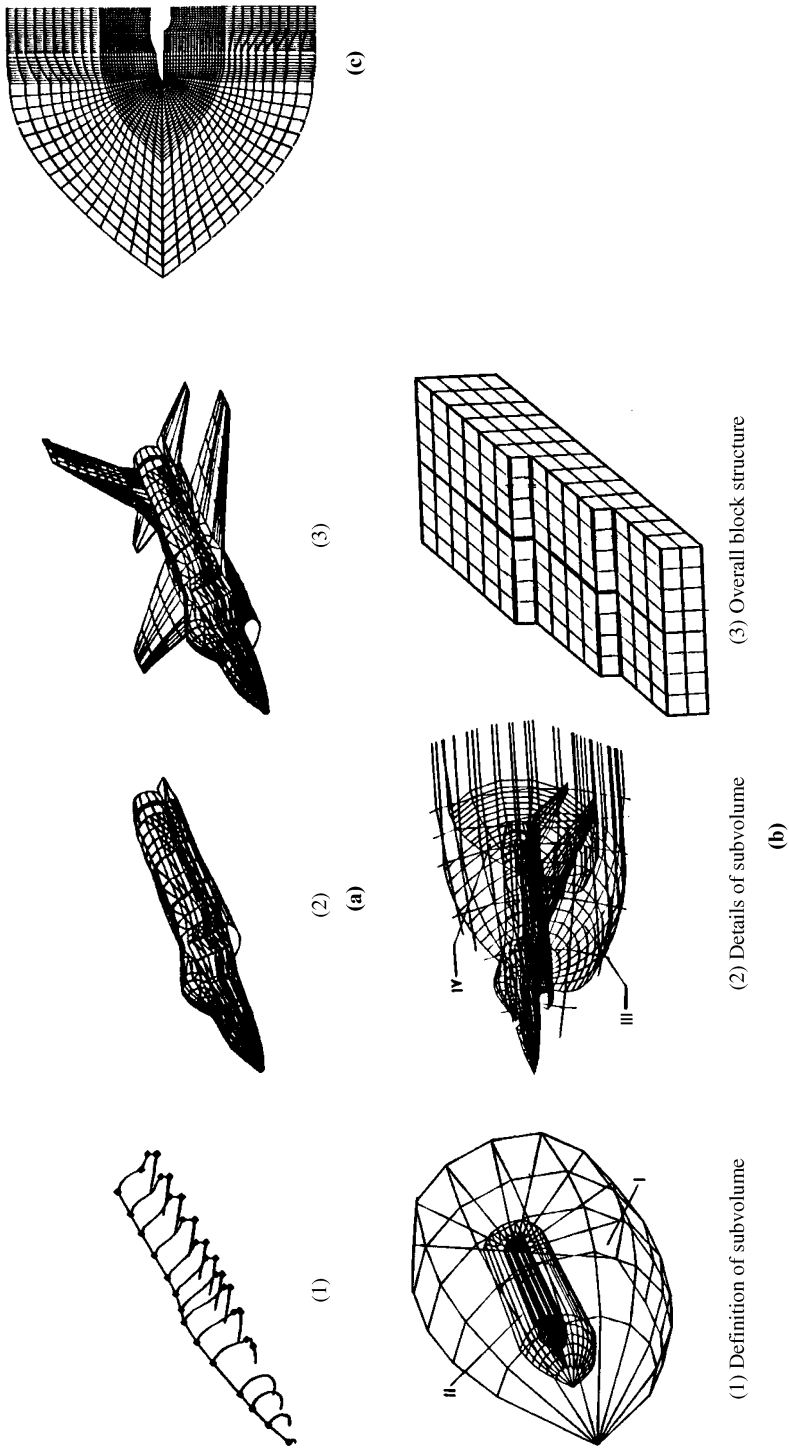 (1)
(2)
(3)
(a)
(c)
II
I
IV
III
(1) Definition of subvolume
(2) Details of subvolume
(3) Overall block structure
(b)